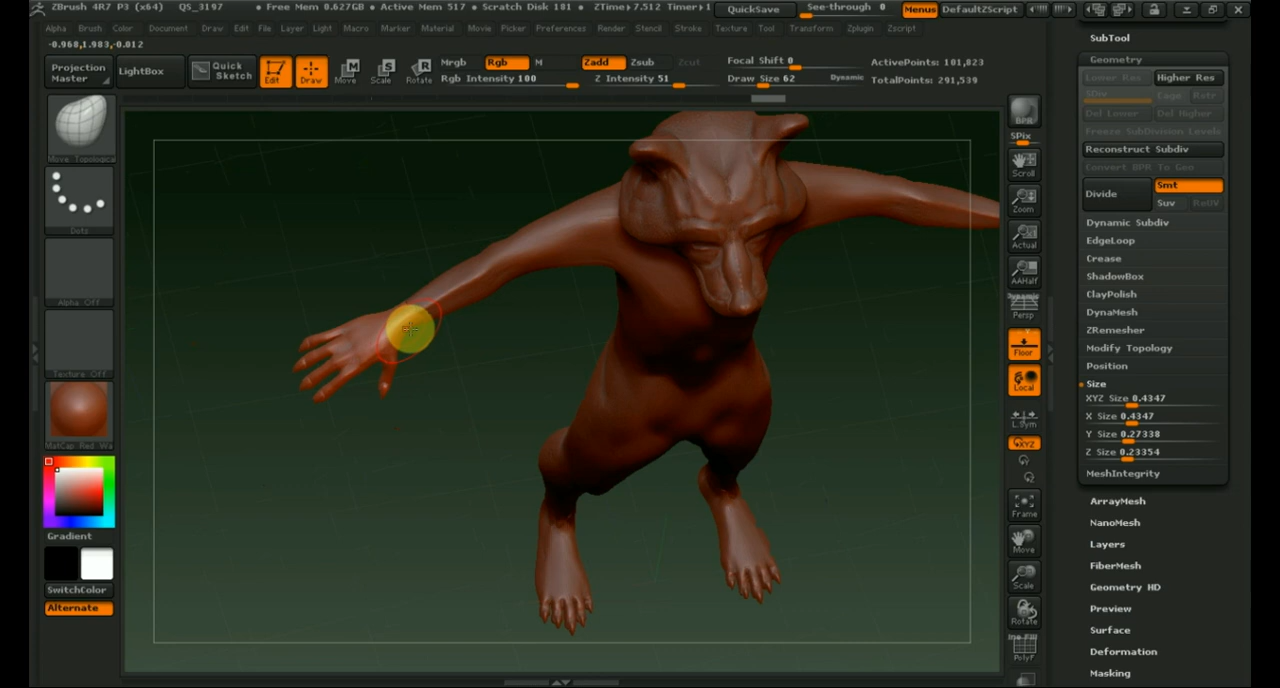 ZBrush 4R7 P3 (x64) QS_3197 • Free Mem 0.627GB • Active Mem 517 • Scratch Disk 181 • ZTime▸7.512 Timer▸1 QuickSave See-through 0 Menus DefaultZScript
Alpha Brush Color Document Draw Edit File Layer Light Macro Marker Material Movie Picker Preferences Render Stencil Stroke Texture Tool Transform Zplugin Zscript
-0.968,1.983,-0.012
Projection Master
LightBox
Quick Sketch
Edit
Draw
Move
Scale
Rotate
Mrgb Rgb M
Rgb Intensity 100
Zadd Zsub Zcut
Z Intensity 51
Focal Shift 0
Draw Size 62 Dynamic
ActivePoints: 101,823
TotalPoints: 291,539
Move Topological
Dots
Alpha Off
Texture Off
MatCap Red Wa
Gradient
SwitchColor
Alternate
BPR
SPix
Scroll
Zoom
Actual
AAHalf
Dynamic
Persp
Floor
Local
L.Sym
XYZ
Frame
Move
Scale
Rotate
Line Fill
PolyF
SubTool
Geometry
Lower Res Higher Res
SDiv Cage Rstr
Del Lower Del Higher
Freeze SubDivision Levels
Reconstruct Subdiv
Convert BPR To Geo
Divide
Smt
Suv ReUV
Dynamic Subdiv
EdgeLoop
Crease
ShadowBox
ClayPolish
DynaMesh
ZRemesher
Modify Topology
Position
Size
XYZ Size 0.4347
X Size 0.4347
Y Size 0.27338
Z Size 0.23354
MeshIntegrity
ArrayMesh
NanoMesh
Layers
FiberMesh
Geometry HD
Preview
Surface
Deformation
Masking